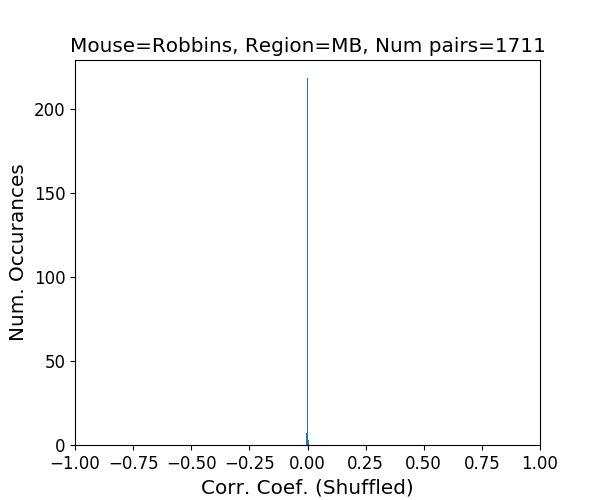 Mouse=Robbins, Region=MB, Num pairs=1711
Num. Occurances
200
150
100
50
0
−1.00 −0.75 −0.50 −0.25 0.00 0.25 0.50 0.75 1.00
Corr. Coef. (Shuffled)